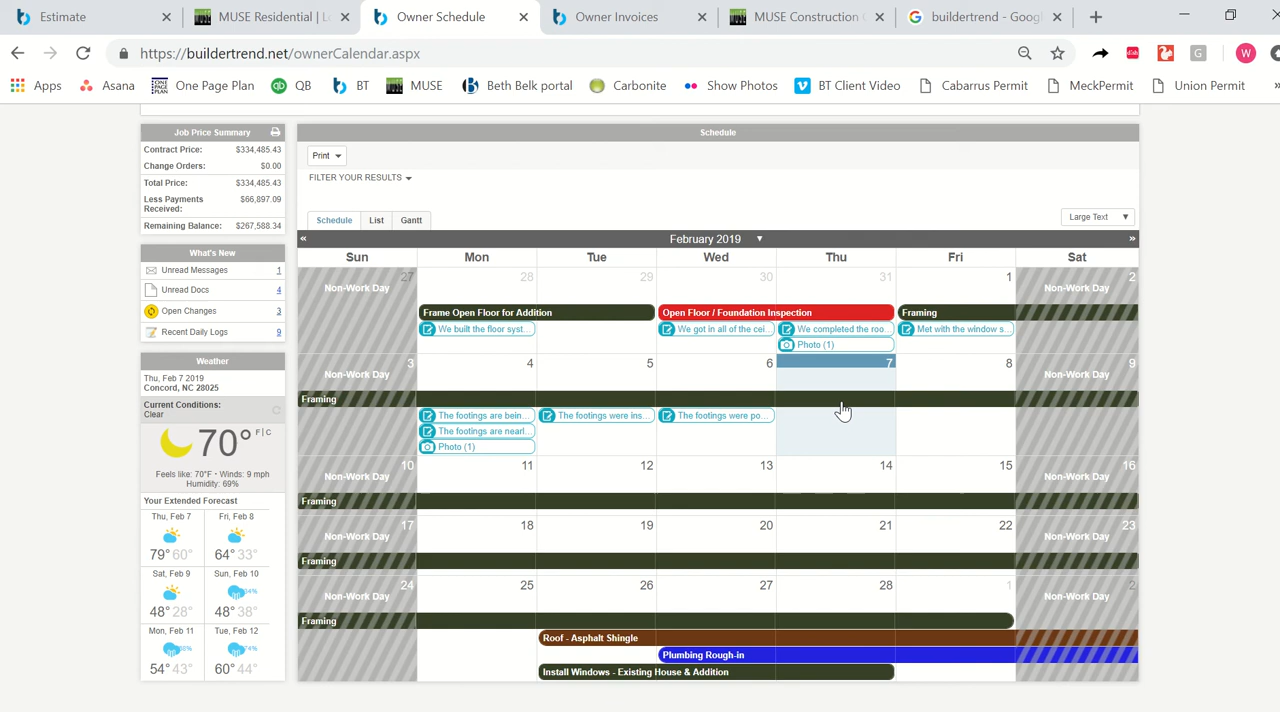 Estimate
MUSE Residential | L
Owner Schedule
Owner Invoices
MUSE Construction
buildertrend - Goog
https://buildertrend.net/ownerCalendar.aspx
dish
G
W
Apps
Asana
ONE PAGE PLAN
One Page Plan
QB
BT
MUSE
Beth Belk portal
Carbonite
Show Photos
BT Client Video
Cabarrus Permit
MeckPermit
Union Permit
Job Price Summary
Contract Price: $334,485.43
Change Orders: $0.00
Total Price: $334,485.43
Less Payments Received: $66,897.09
Remaining Balance: $267,588.34
What's New
Unread Messages 1
Unread Docs 4
Open Changes 3
Recent Daily Logs 9
Weather
Thu, Feb 7 2019
Concord, NC 28025
Current Conditions:
Clear
70° F | C
Feels like: 70°F • Winds: 9 mph
Humidity: 69%
Your Extended Forecast
Thu, Feb 7 Fri, Feb 8
79° 60° 64° 33°
Sat, Feb 9 Sun, Feb 10
48° 28° 48° 38°
Mon, Feb 11 Tue, Feb 12
54° 43° 60° 44°
Schedule
Print
FILTER YOUR RESULTS
Schedule List Gantt
Large Text
« February 2019 »
Sun Mon Tue Wed Thu Fri Sat
27 28 29 30 31 1 2
Non-Work Day Non-Work Day
Frame Open Floor for Addition Open Floor / Foundation Inspection Framing
We built the floor syst... We got in all of the cei... We completed the roo... Met with the window s...
Photo (1)
3 4 5 6 7 8 9
Non-Work Day Non-Work Day
Framing
The footings are bein... The footings were ins... The footings were po...
The footings are nearl...
Photo (1)
10 11 12 13 14 15 16
Non-Work Day Non-Work Day
Framing
17 18 19 20 21 22 23
Non-Work Day Non-Work Day
Framing
24 25 26 27 28 1 2
Non-Work Day Non-Work Day
Framing
Roof - Asphalt Shingle
Plumbing Rough-in
Install Windows - Existing House & Addition